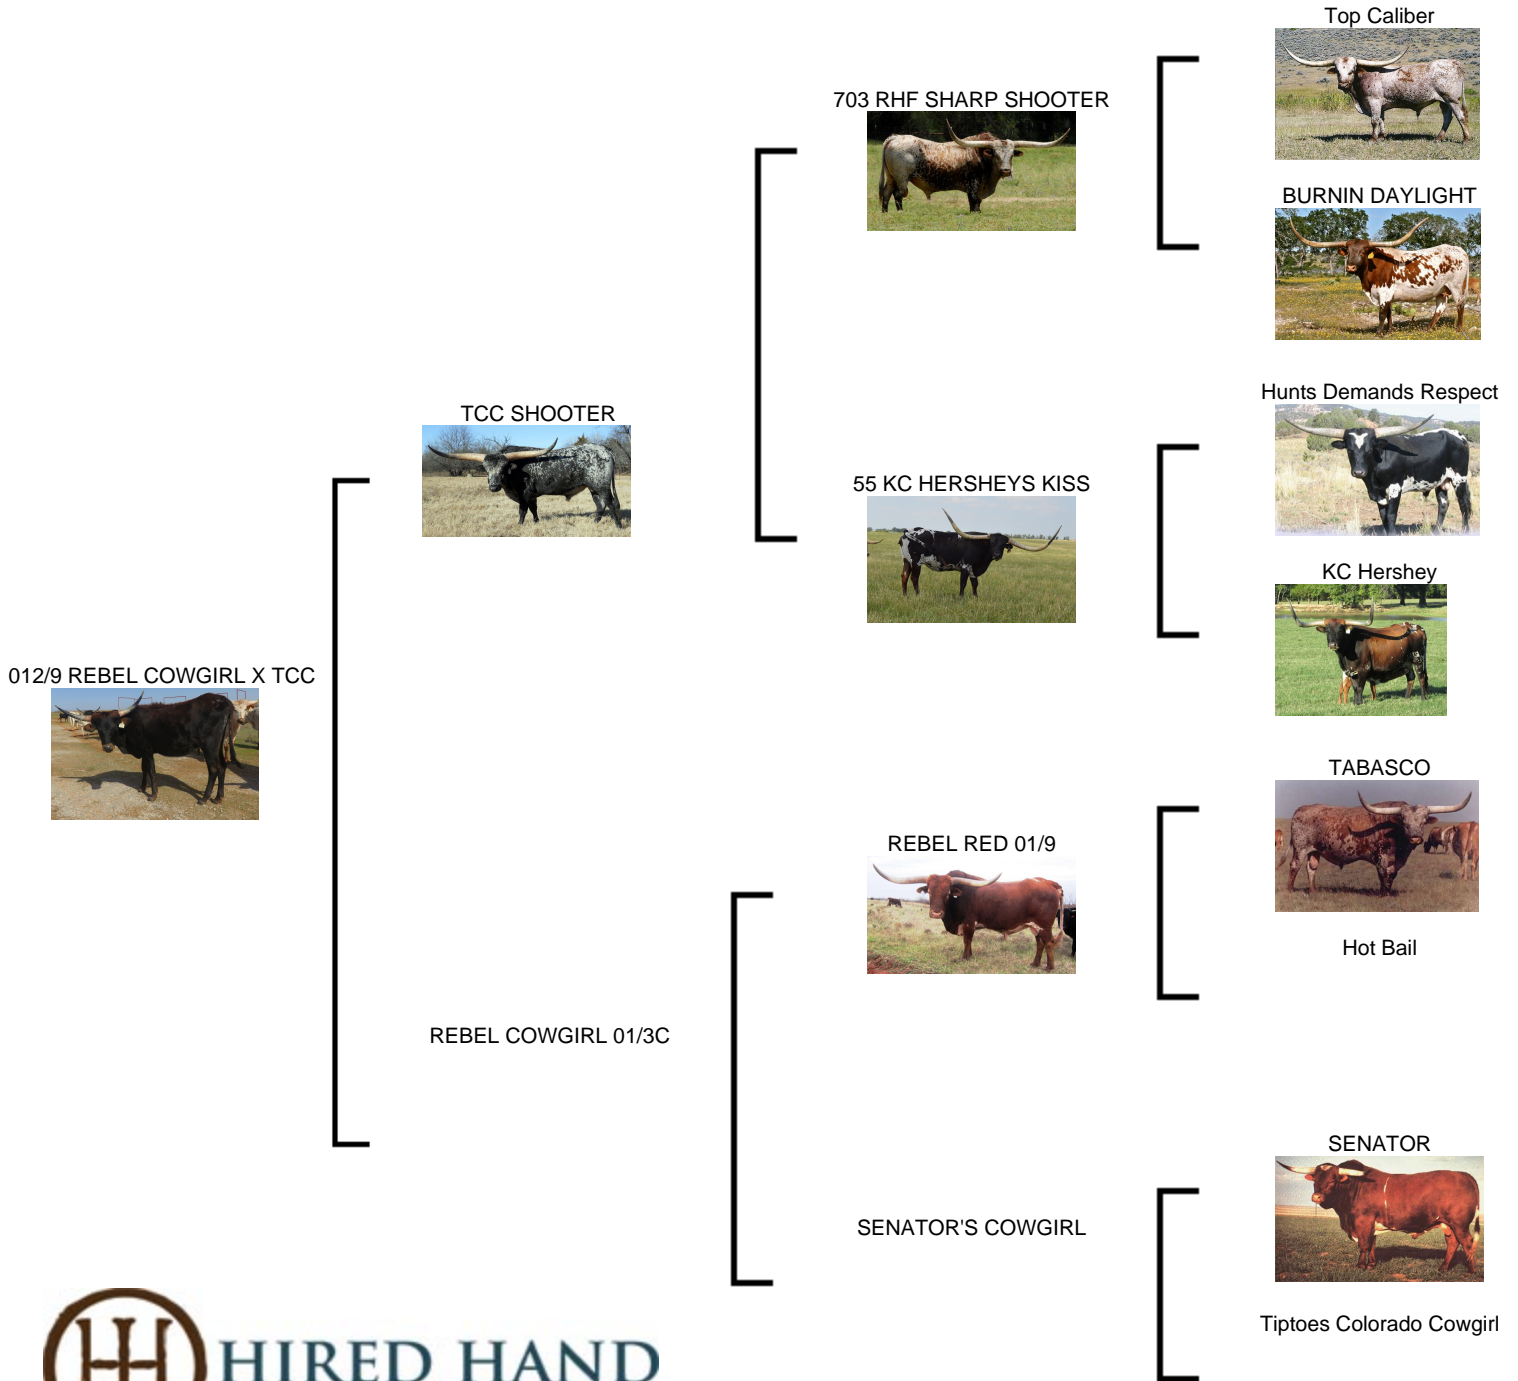 Top Caliber
703 RHF SHARP SHOOTER
BURNIN DAYLIGHT
Hunts Demands Respect
TCC SHOOTER
55 KC HERSHEYS KISS
KC Hershey
012/9 REBEL COWGIRL X TCC
TABASCO
REBEL RED 01/9
Hot Bail
REBEL COWGIRL 01/3C
SENATOR
SENATOR'S COWGIRL
Tiptoes Colorado Cowgirl
HIRED HAND